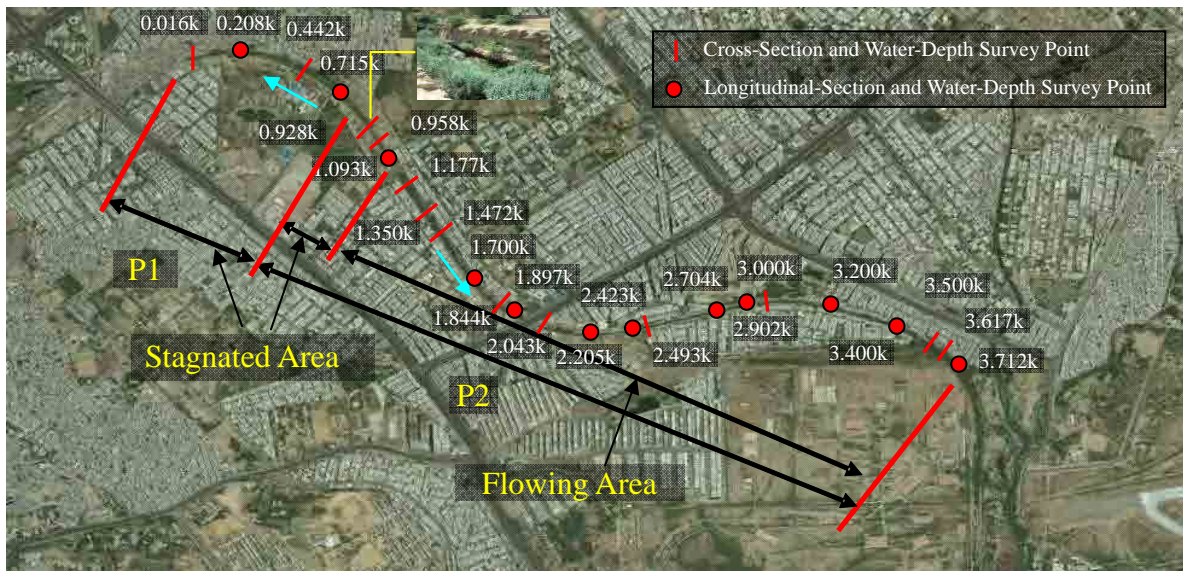 0.016k
0.208k
0.442k
0.715k
0.928k
0.958k
1.093k
1.177k
1.350k
1.472k
1.700k
1.844k
1.897k
2.043k
2.205k
2.423k
2.493k
2.704k
2.902k
3.000k
3.200k
3.400k
3.500k
3.617k
3.712k
Cross-Section and Water-Depth Survey Point
Longitudinal-Section and Water-Depth Survey Point
P1
Stagnated Area
P2
Flowing Area